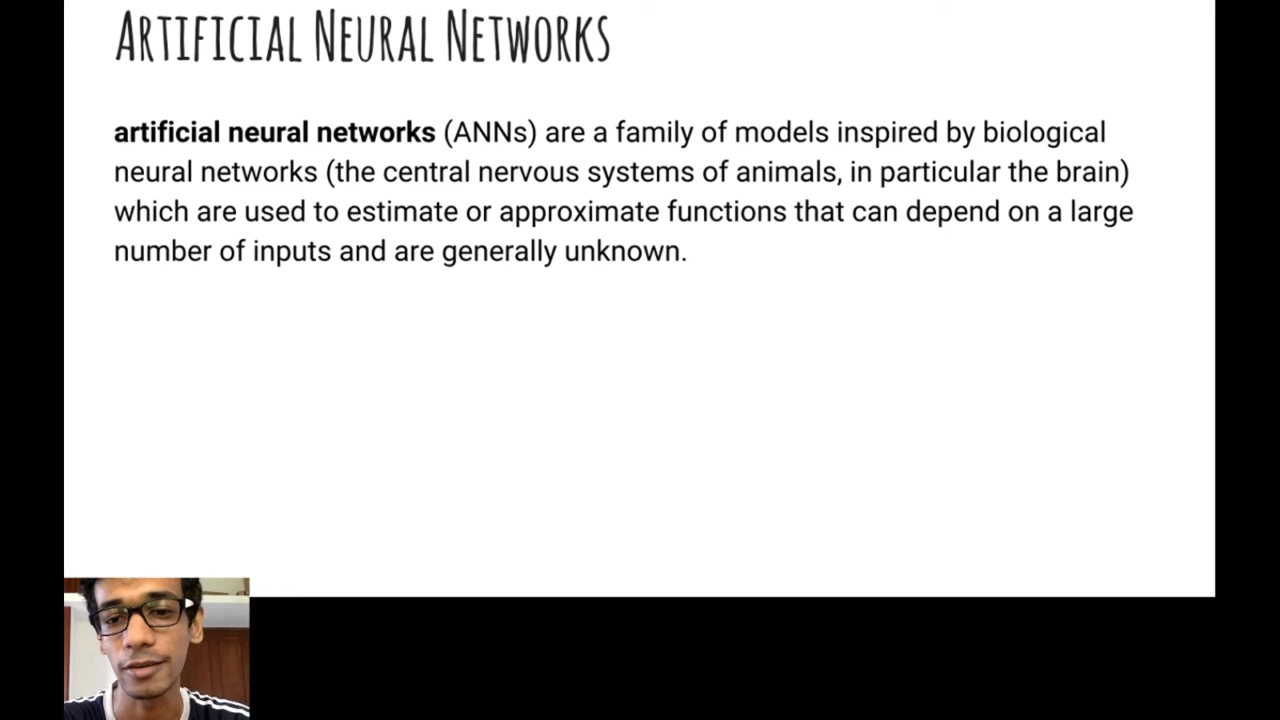 ARTIFICIAL NEURAL NETWORKS
artificial neural networks (ANNs) are a family of models inspired by biological
neural networks (the central nervous systems of animals, in particular the brain)
which are used to estimate or approximate functions that can depend on a large
number of inputs and are generally unknown.